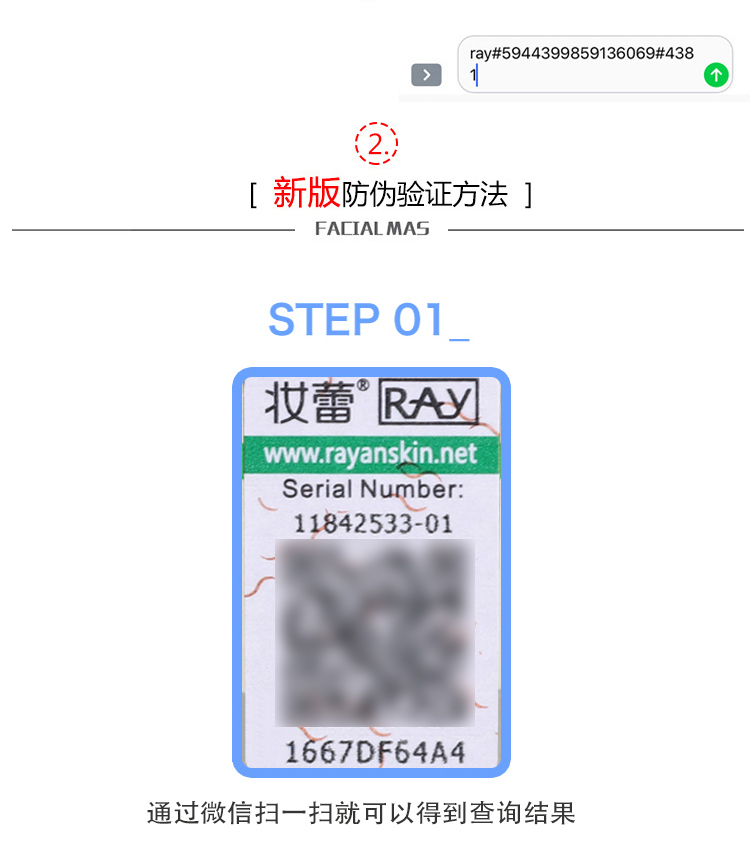 ray#5944399859136069#438
1
2.
[ 新版防伪验证方法 ]
FACIAL MAS
STEP 01_
妆蕾® RAY
www.rayanskin.net
Serial Number:
11842533-01
1667DF64A4
通过微信扫一扫就可以得到查询结果